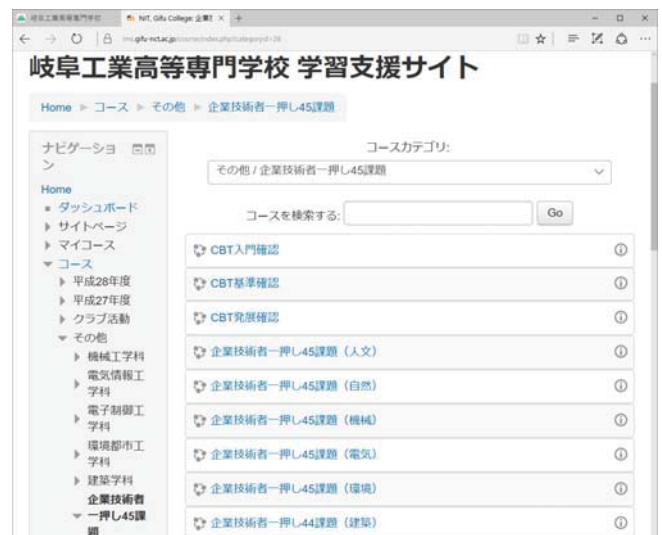 岐阜工業高等専門学校
NIT, Gifu College: 企業技
lms.gifu-nct.ac.jp/course/index.php?categoryid=28
岐阜工業高等専門学校 学習支援サイト
Home ▶ コース ▶ その他 ▶ 企業技術者一押し45課題
ナビゲーショ
ン
Home
ダッシュボード
サイトページ
マイコース
コース
平成28年度
平成27年度
クラブ活動
その他
機械工学科
電気情報工
学科
電子制御工
学科
環境都市工
学科
建築学科
企業技術者
一押し45課
題
コースカテゴリ:
その他 / 企業技術者一押し45課題
コースを検索する:
Go
CBT入門確認
CBT基準確認
CBT発展確認
企業技術者一押し45課題（人文）
企業技術者一押し45課題（自然）
企業技術者一押し45課題（機械）
企業技術者一押し45課題（電気）
企業技術者一押し45課題（環境）
企業技術者一押し44課題（建築）